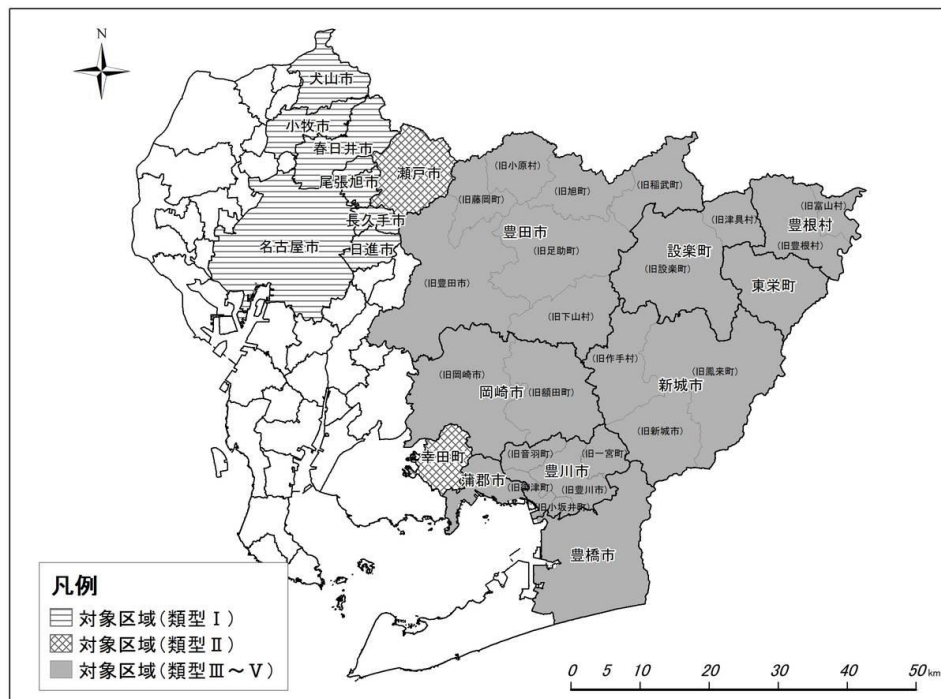 N
犬山市
小牧市
春日井市
瀬戸市
尾張旭市
長久手市
名古屋市
日進市
(旧小原村)
(旧旭町)
(旧稲武町)
(旧藤岡町)
豊田市
(旧足助町)
(旧豊田市)
(旧下山村)
(旧津具村)
設楽町
(旧設楽町)
(旧富山村)
豊根村
(旧豊根村)
東栄町
(旧作手村)
(旧鳳来町)
新城市
(旧新城市)
(旧岡崎市)
岡崎市
(旧額田町)
幸田町
(旧音羽町)
(旧一宮町)
豊川市
蒲郡市
(旧豊川市)
(旧小坂井町)
豊橋市
凡例
対象区域(類型Ⅰ)
対象区域(類型Ⅱ)
対象区域(類型Ⅲ～Ⅴ)
0 5 10 20 30 40 50 km